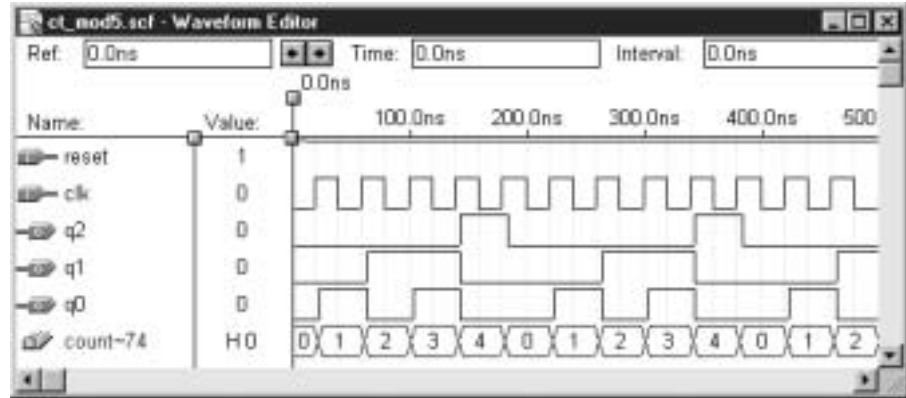 ct_mod5.scf - Waveform Editor
Ref: 0.0ns Time: 0.0ns Interval: 0.0ns
0.0ns
Name: Value: 100.0ns 200.0ns 300.0ns 400.0ns 500
reset 1
clk 0
q2 0
q1 0
q0 0
count~74 H 0 0 1 2 3 4 0 1 2 3 4 0 1 2